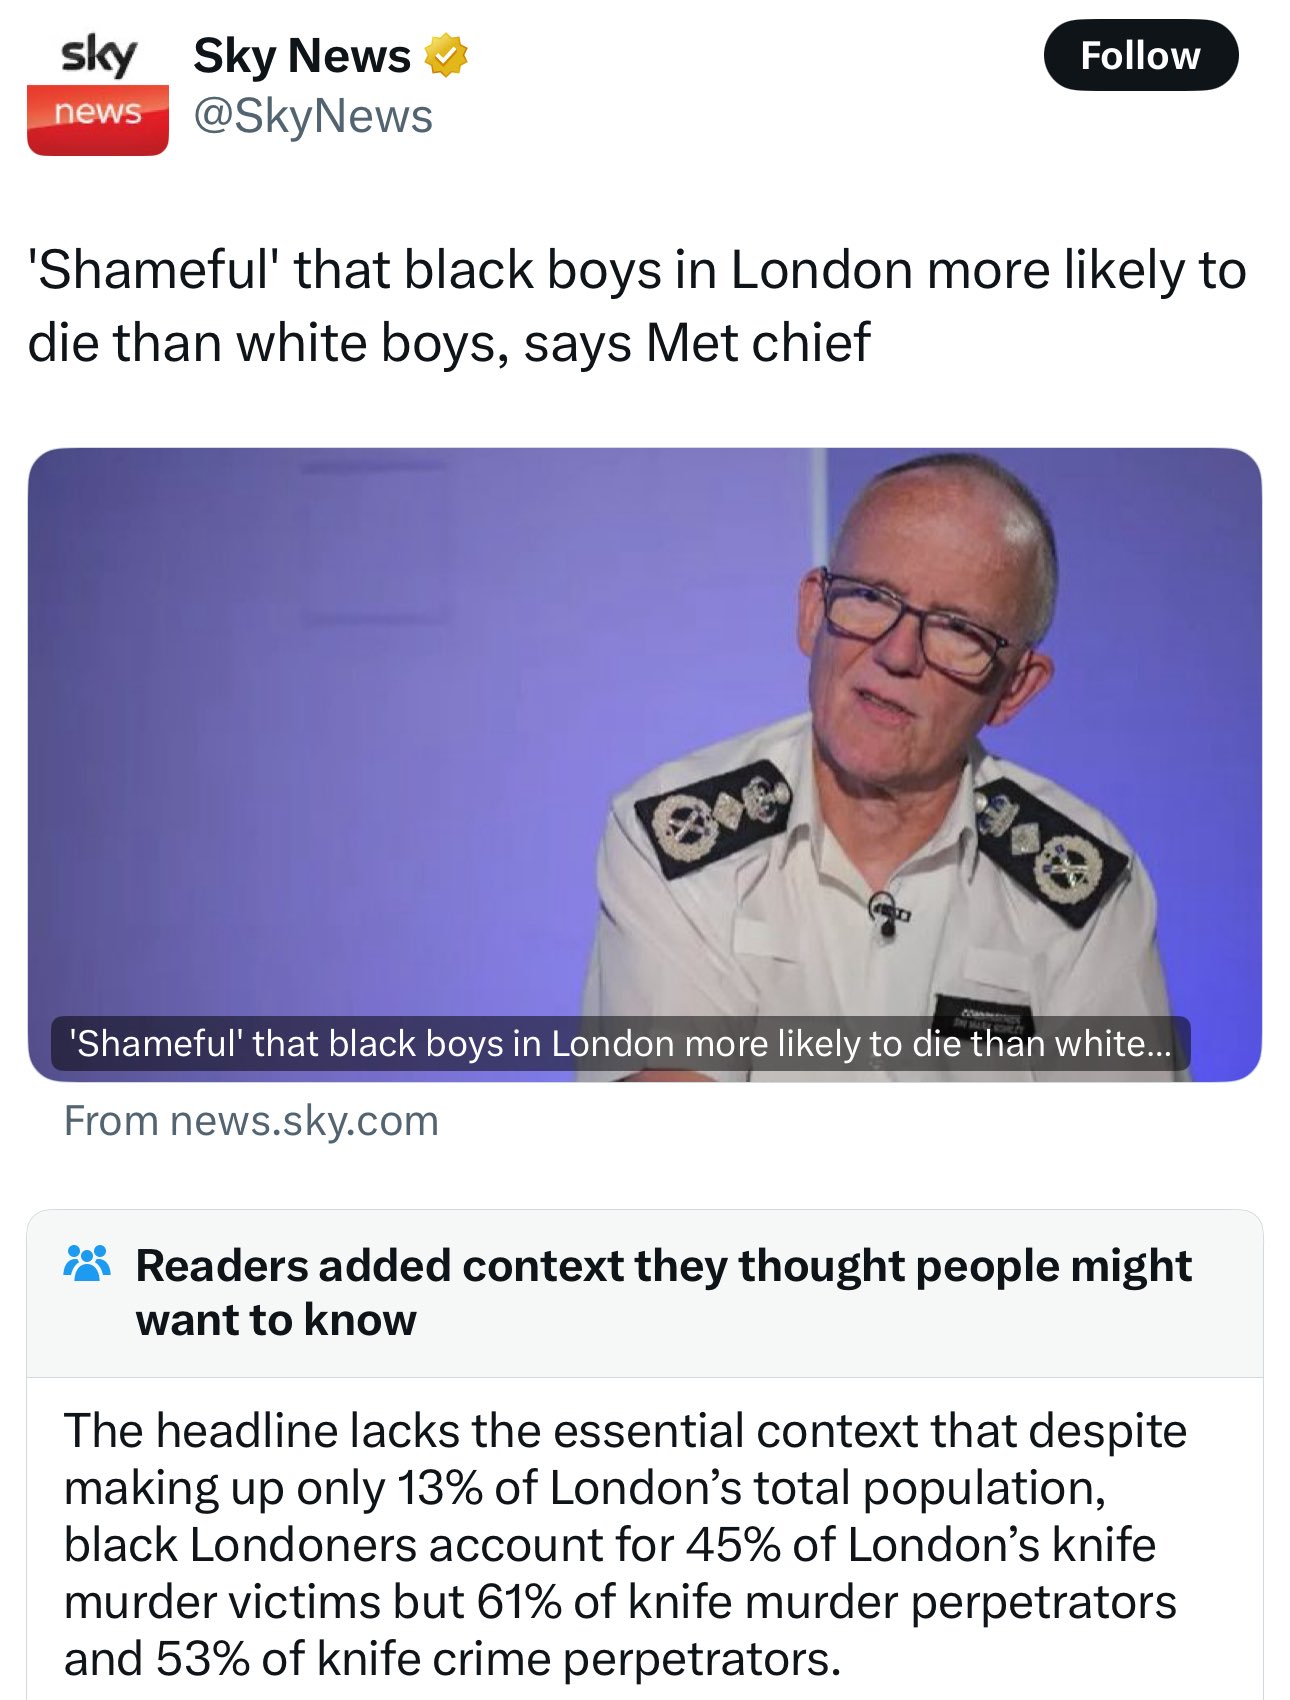 sky
news
Sky News
@SkyNews
Follow
'Shameful' that black boys in London more likely to
die than white boys, says Met chief
'Shameful' that black boys in London more likely to die than white...
From news.sky.com
Readers added context they thought people might
want to know
The headline lacks the essential context that despite
making up only 13% of London’s total population,
black Londoners account for 45% of London’s knife
murder victims but 61% of knife murder perpetrators
and 53% of knife crime perpetrators.